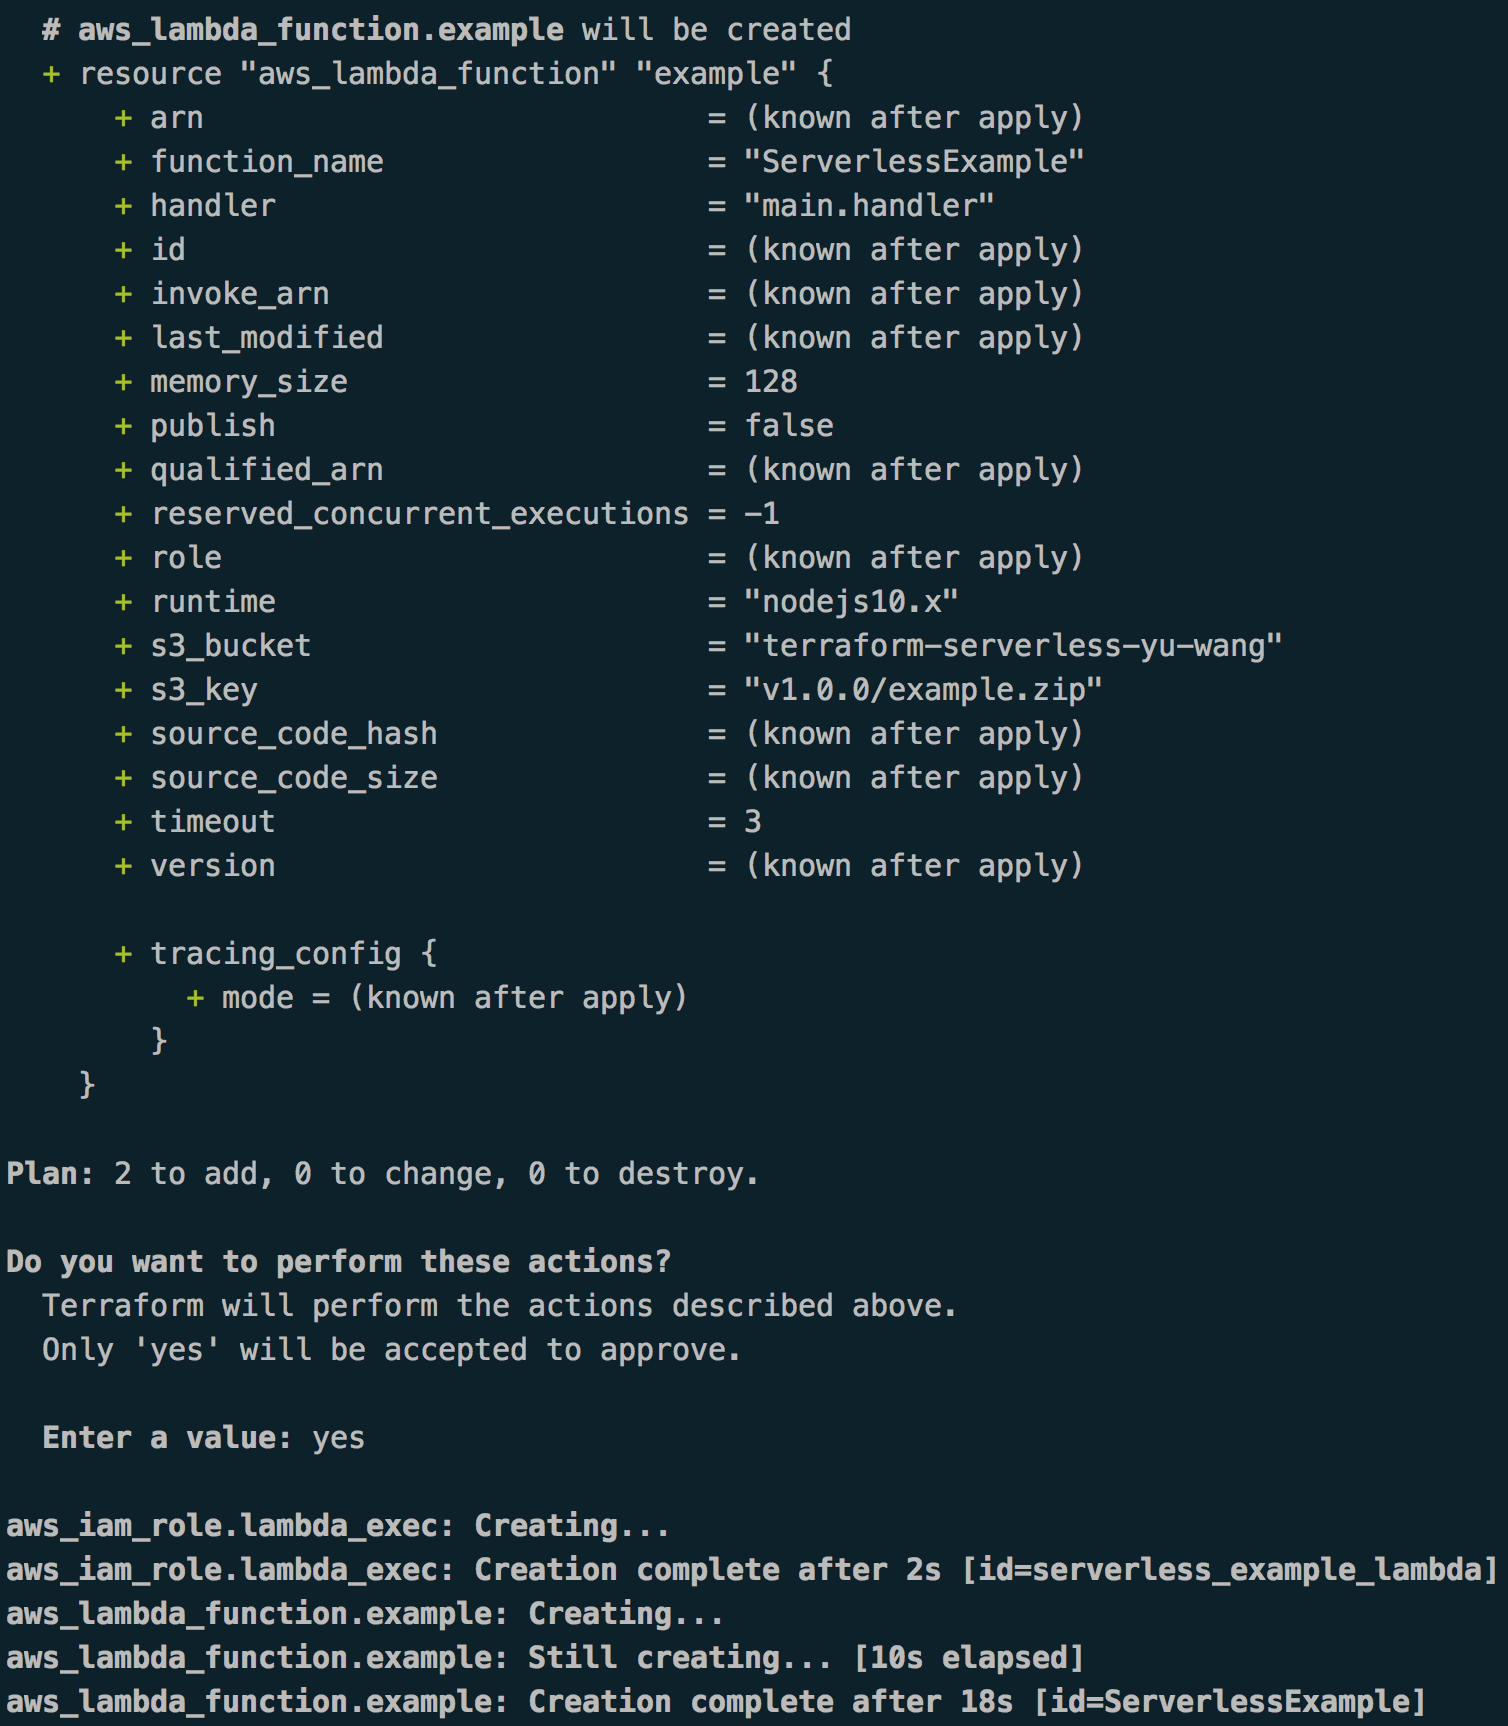 # aws_lambda_function.example will be created
+ resource "aws_lambda_function" "example" {
+ arn = (known after apply)
+ function_name = "ServerlessExample"
+ handler = "main.handler"
+ id = (known after apply)
+ invoke_arn = (known after apply)
+ last_modified = (known after apply)
+ memory_size = 128
+ publish = false
+ qualified_arn = (known after apply)
+ reserved_concurrent_executions = -1
+ role = (known after apply)
+ runtime = "nodejs10.x"
+ s3_bucket = "terraform-serverless-yu-wang"
+ s3_key = "v1.0.0/example.zip"
+ source_code_hash = (known after apply)
+ source_code_size = (known after apply)
+ timeout = 3
+ version = (known after apply)
+ tracing_config {
+ mode = (known after apply)
}
}
Plan: 2 to add, 0 to change, 0 to destroy.
Do you want to perform these actions?
Terraform will perform the actions described above.
Only 'yes' will be accepted to approve.
Enter a value: yes
aws_iam_role.lambda_exec: Creating...
aws_iam_role.lambda_exec: Creation complete after 2s [id=serverless_example_lambda]
aws_lambda_function.example: Creating...
aws_lambda_function.example: Still creating... [10s elapsed]
aws_lambda_function.example: Creation complete after 18s [id=ServerlessExample]